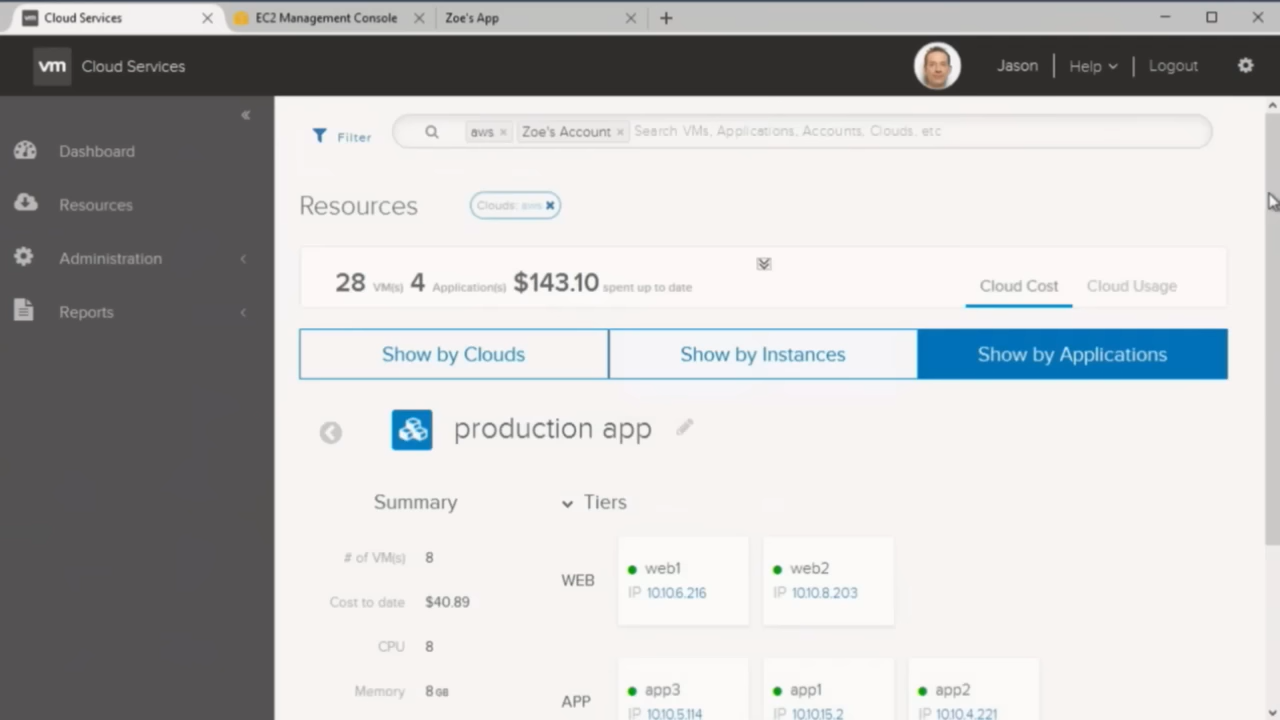 Cloud Services
EC2 Management Console
Zoe's App
vm Cloud Services
Jason | Help | Logout
Dashboard
Resources
Administration
Reports
Filter
aws × Zoe's Account × Search VMs, Applications, Accounts, Clouds. etc
Resources
Clouds: aws ×
28 VM(s) 4 Application(s) $143.10 spent up to date
Cloud Cost
Cloud Usage
Show by Clouds
Show by Instances
Show by Applications
production app
Summary
# of VM(s) 8
Cost to date $40.89
CPU 8
Memory 8 GB
Tiers
WEB
web1
IP 10.10.6.216
web2
IP 10.10.8.203
APP
app3
IP 10.10.5.114
app1
IP 10.10.15.2
app2
IP 10.10.4.221